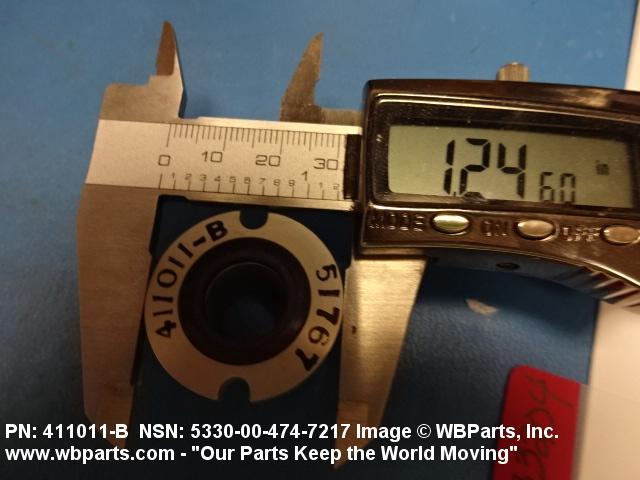 1.2460 in
0 10 20 30
1 2 3 4 5 6 7 8 9 1 1 2
MODE ON OFF
411011-B
51767
PN: 411011-B NSN: 5330-00-474-7217 Image © WBParts, Inc.
www.wbparts.com - "Our Parts Keep the World Moving"